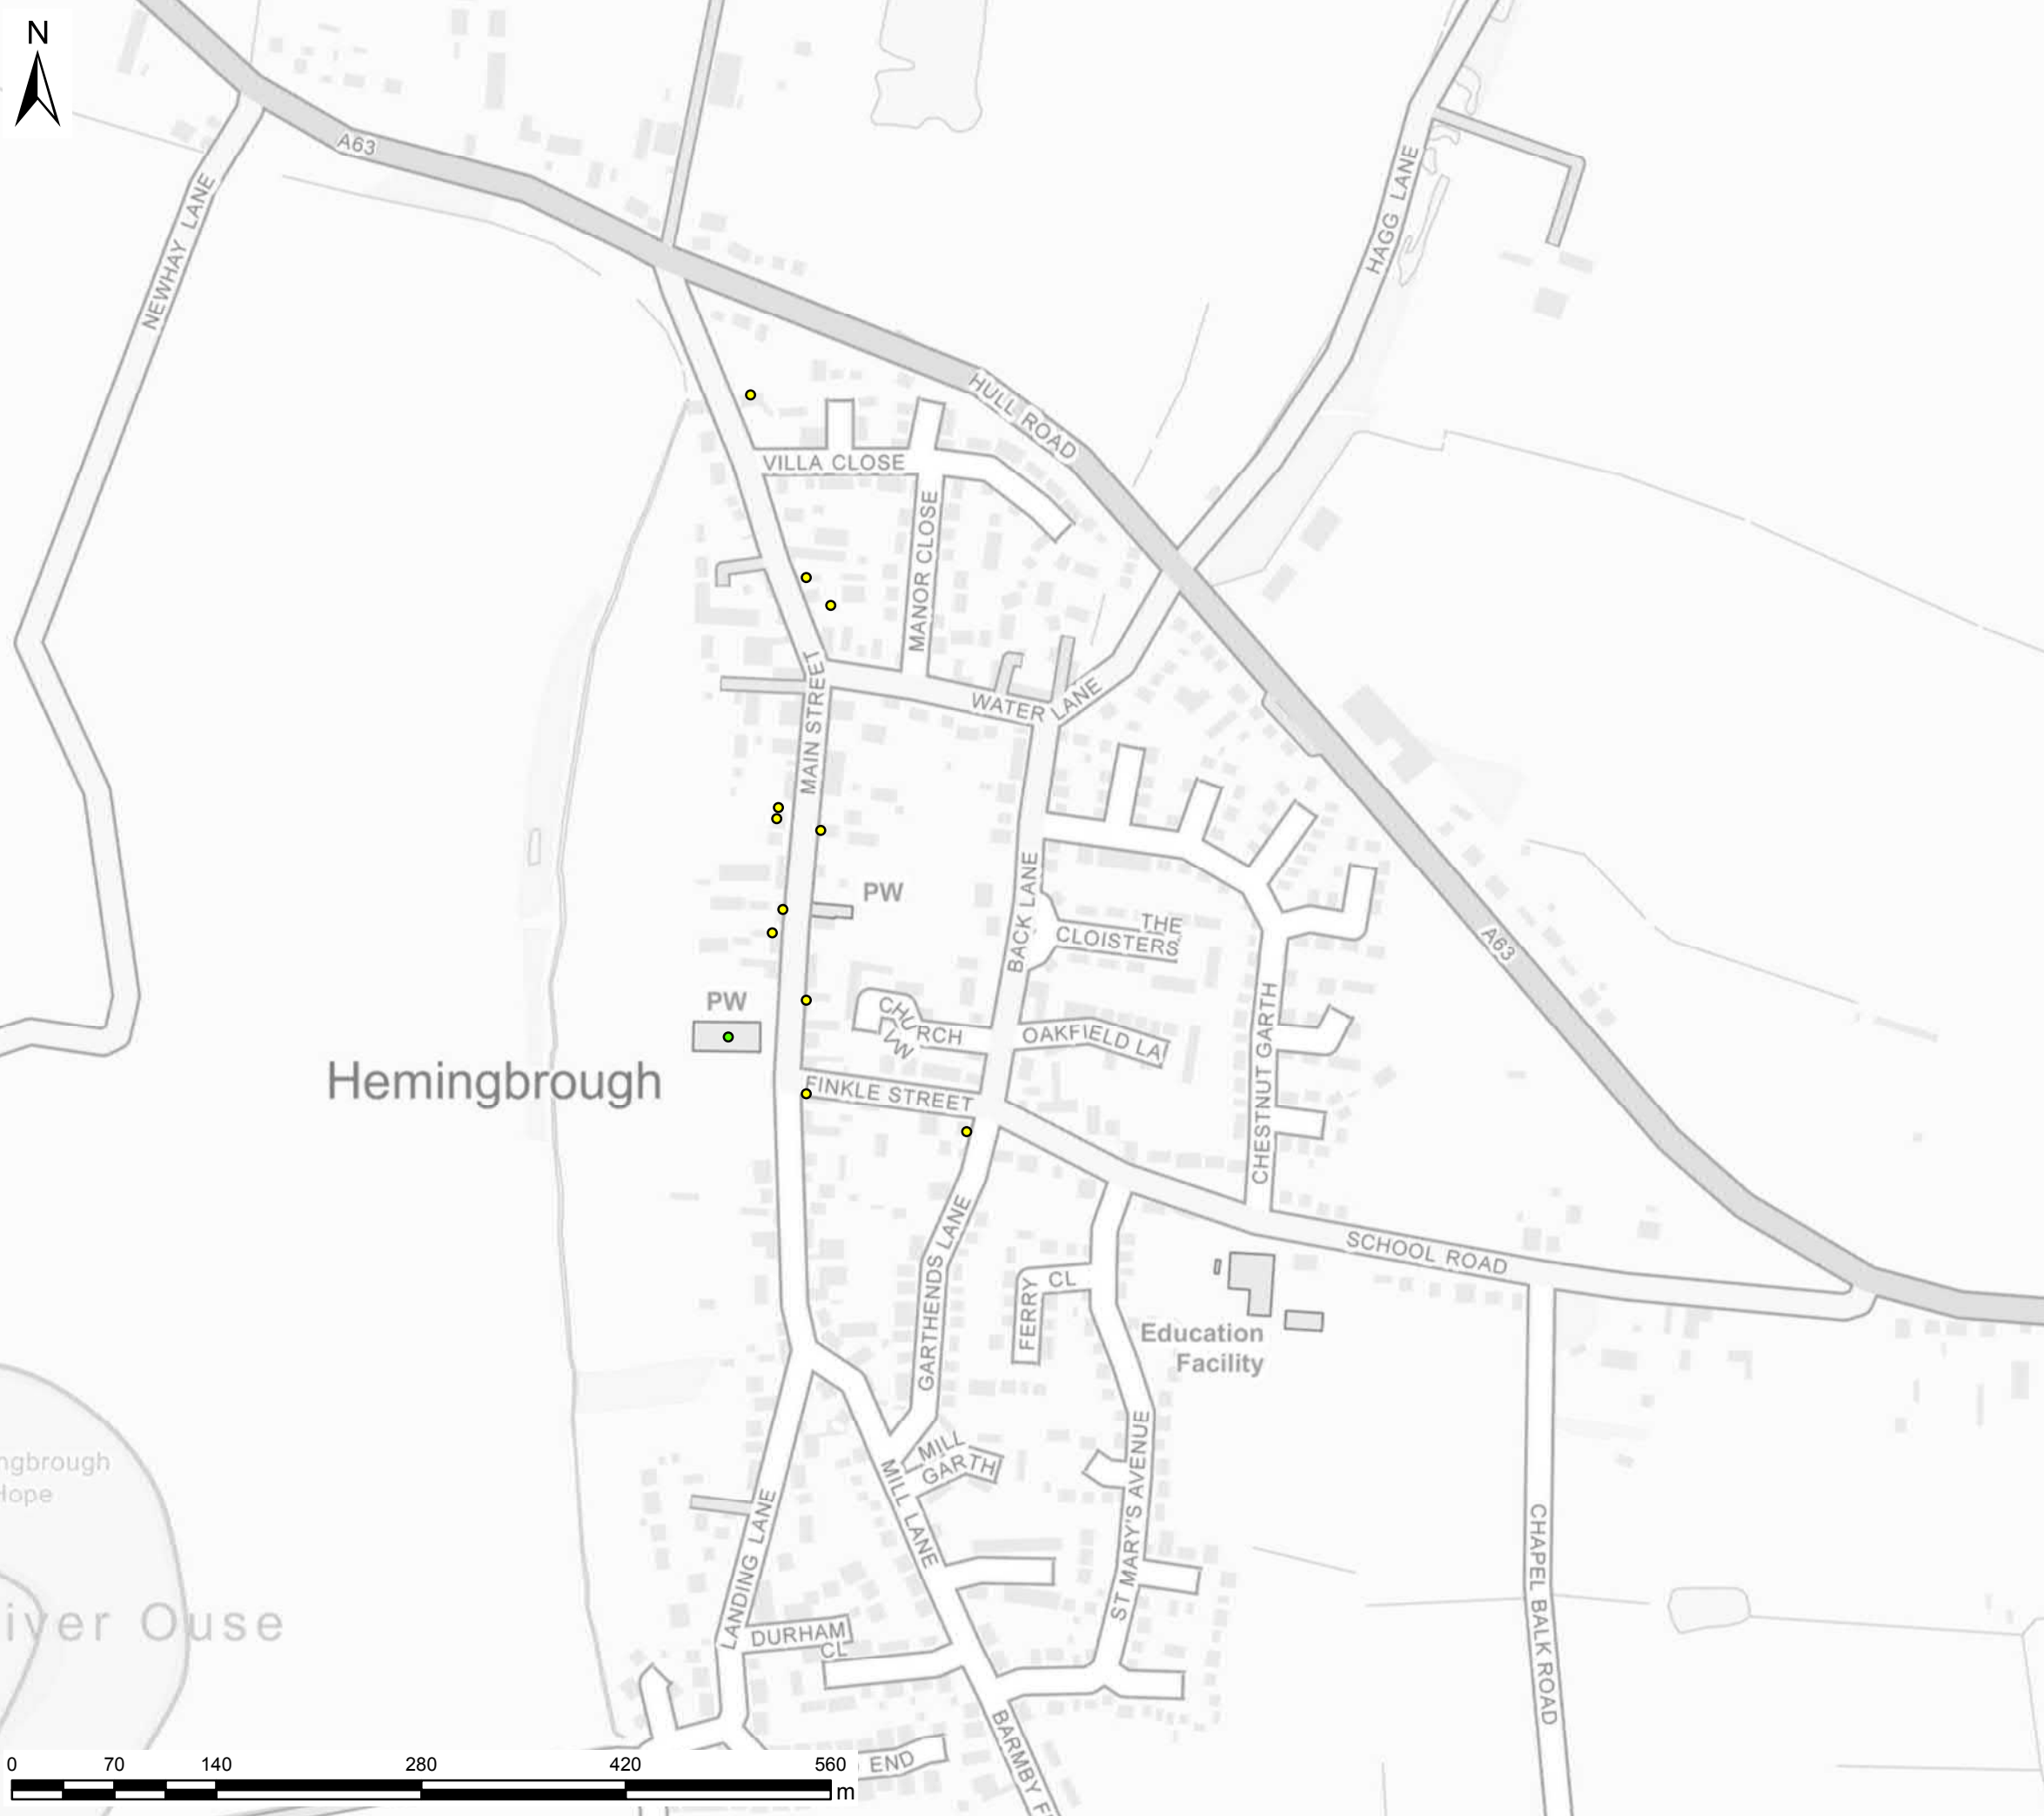 N
A63
NEWHAY LANE
HAGG LANE
HULL ROAD
VILLA CLOSE
MANOR CLOSE
MAIN STREET
WATER LANE
PW
BACK LANE
THE
CLOISTERS
A63
PW
CHURCH
VW
OAKFIELD LA
CHESTNUT GARTH
Hemingbrough
FINKLE STREET
GARTHENDS LANE
SCHOOL ROAD
FERRY CL
Education
Facility
MILL
GARTH
MILL LANE
ST MARY'S AVENUE
LANDING LANE
CHAPEL BALK ROAD
ngbrough
Hope
iver Ouse
DURHAM
CL
BARMBY F
END
0 70 140 280 420 560
m